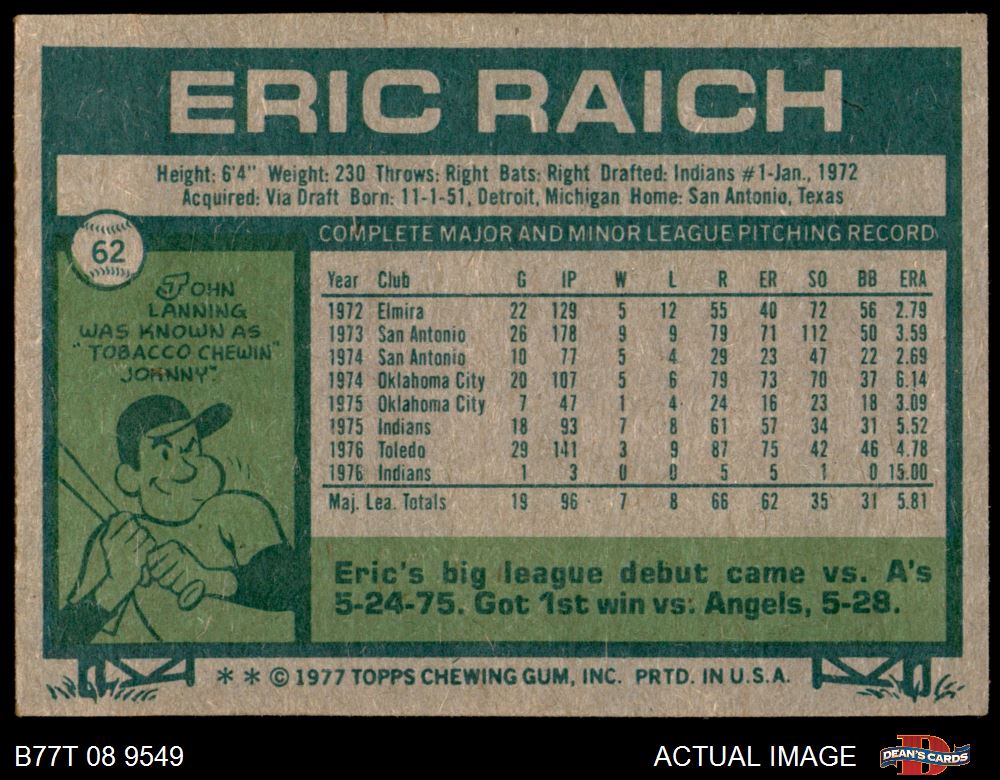 ERIC RAICH
Height: 6'4" Weight: 230 Throws: Right Bats: Right Drafted: Indians #1-Jan., 1972
Acquired: Via Draft Born: 11-1-51, Detroit, Michigan Home: San Antonio, Texas
62
JOHN
LANNING
WAS KNOWN AS
"TOBACCO CHEWIN"
JOHNNY".
COMPLETE MAJOR AND MINOR LEAGUE PITCHING RECORD
Year Club G IP W L R ER SO BB ERA
1972 Elmira 22 129 5 12 55 40 72 56 2.79
1973 San Antonio 26 178 9 9 79 71 112 50 3.59
1974 San Antonio 10 77 5 4 29 23 47 22 2.69
1974 Oklahoma City 20 107 5 6 79 73 70 37 6.14
1975 Oklahoma City 7 47 1 4 24 16 23 18 3.09
1975 Indians 18 93 7 8 61 57 34 31 5.52
1976 Toledo 29 141 3 9 87 75 42 46 4.78
1976 Indians 1 3 0 0 5 5 1 0 15.00
Maj. Lea. Totals 19 96 7 8 66 62 35 31 5.81
Eric's big league debut came vs. A's
5-24-75. Got 1st win vs. Angels, 5-28.
* * © 1977 TOPPS CHEWING GUM, INC. PRTD. IN U.S.A.
B77T 08 9549
ACTUAL IMAGE
DEAN'S CARDS